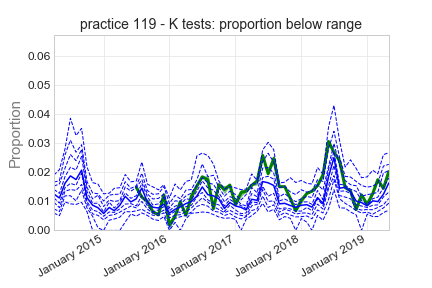 practice 119 - K tests: proportion below range
Proportion
0.06
0.05
0.04
0.03
0.02
0.01
0.00
January 2015
January 2016
January 2017
January 2018
January 2019